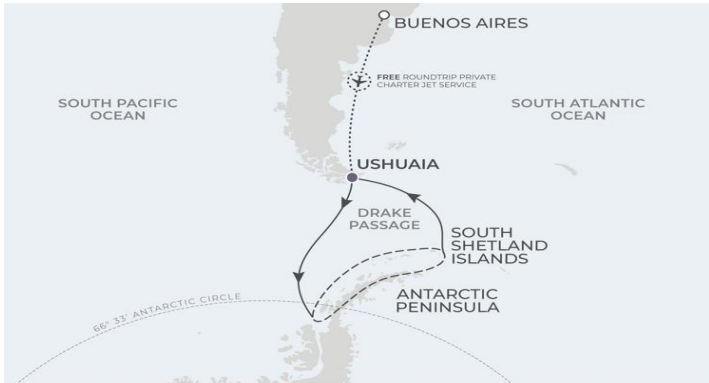 BUENOS AIRES
FREE ROUNDTRIP PRIVATE
CHARTER JET SERVICE
SOUTH PACIFIC
OCEAN
SOUTH ATLANTIC
OCEAN
USHUAIA
DRAKE
PASSAGE
SOUTH
SHETLAND
ISLANDS
ANTARCTIC
PENINSULA
66° 33' ANTARCTIC CIRCLE